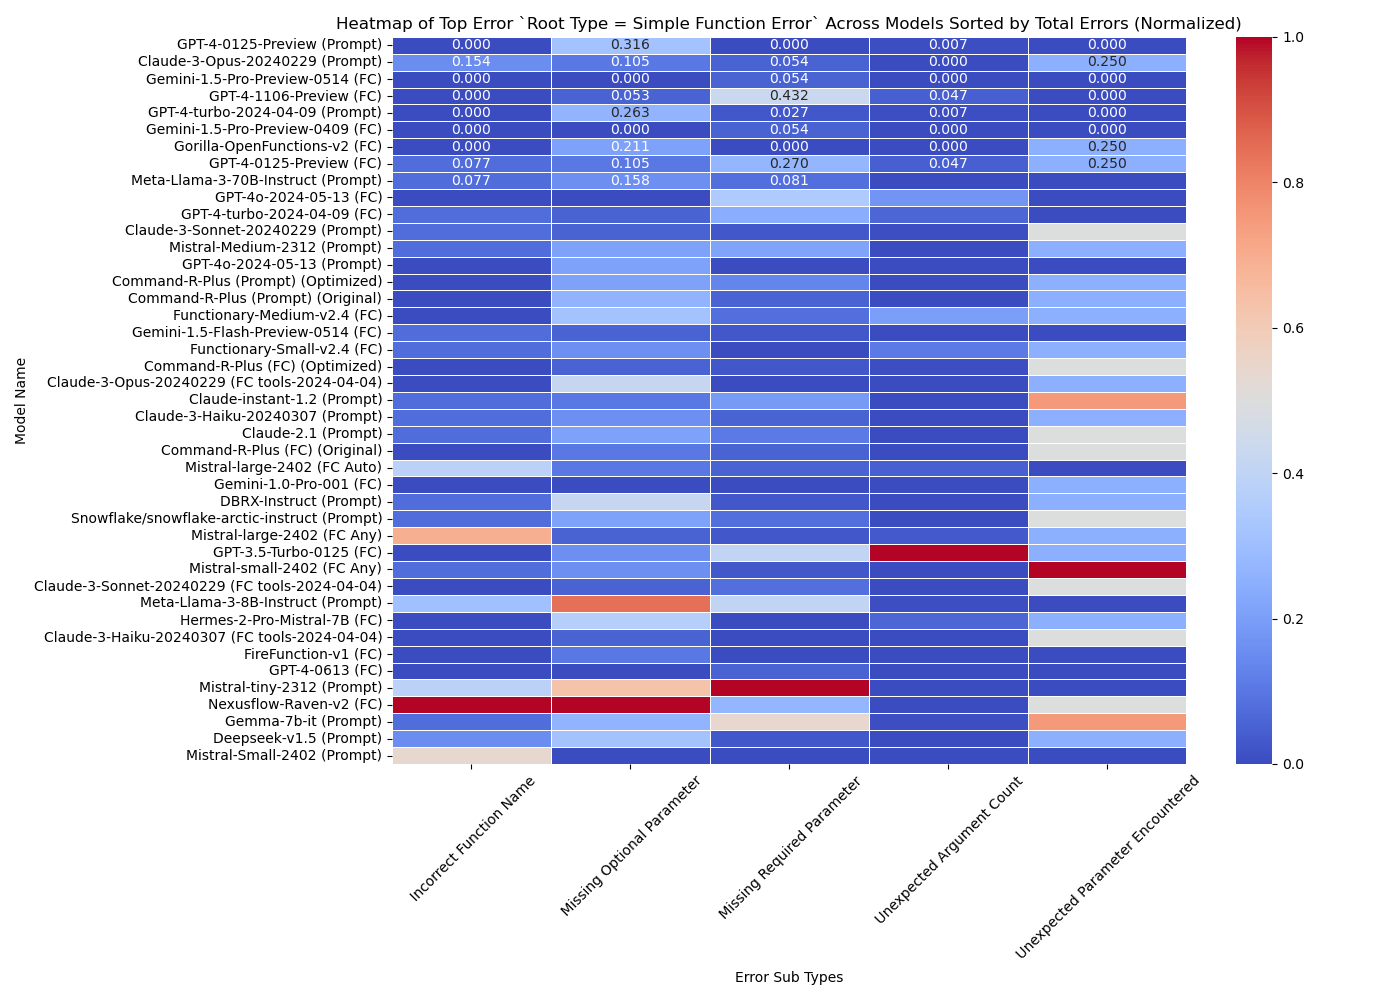 Heatmap of Top Error `Root Type = Simple Function Error` Across Models Sorted by Total Errors (Normalized)
GPT-4-0125-Preview (Prompt) 0.000 0.316 0.000 0.007 0.000
Claude-3-Opus-20240229 (Prompt) 0.154 0.105 0.054 0.000 0.250
Gemini-1.5-Pro-Preview-0514 (FC) 0.000 0.000 0.054 0.000 0.000
GPT-4-1106-Preview (FC) 0.000 0.053 0.432 0.047 0.000
GPT-4-turbo-2024-04-09 (Prompt) 0.000 0.263 0.027 0.007 0.000
Gemini-1.5-Pro-Preview-0409 (FC) 0.000 0.000 0.054 0.000 0.000
Gorilla-OpenFunctions-v2 (FC) 0.000 0.211 0.000 0.000 0.250
GPT-4-0125-Preview (FC) 0.077 0.105 0.270 0.047 0.250
Meta-Llama-3-70B-Instruct (Prompt) 0.077 0.158 0.081
GPT-4o-2024-05-13 (FC)
GPT-4-turbo-2024-04-09 (FC)
Claude-3-Sonnet-20240229 (Prompt)
Mistral-Medium-2312 (Prompt)
GPT-4o-2024-05-13 (Prompt)
Command-R-Plus (Prompt) (Optimized)
Command-R-Plus (Prompt) (Original)
Functionary-Medium-v2.4 (FC)
Gemini-1.5-Flash-Preview-0514 (FC)
Functionary-Small-v2.4 (FC)
Command-R-Plus (FC) (Optimized)
Claude-3-Opus-20240229 (FC tools-2024-04-04)
Claude-instant-1.2 (Prompt)
Claude-3-Haiku-20240307 (Prompt)
Claude-2.1 (Prompt)
Command-R-Plus (FC) (Original)
Mistral-large-2402 (FC Auto)
Gemini-1.0-Pro-001 (FC)
DBRX-Instruct (Prompt)
Snowflake/snowflake-arctic-instruct (Prompt)
Mistral-large-2402 (FC Any)
GPT-3.5-Turbo-0125 (FC)
Mistral-small-2402 (FC Any)
Claude-3-Sonnet-20240229 (FC tools-2024-04-04)
Meta-Llama-3-8B-Instruct (Prompt)
Hermes-2-Pro-Mistral-7B (FC)
Claude-3-Haiku-20240307 (FC tools-2024-04-04)
FireFunction-v1 (FC)
GPT-4-0613 (FC)
Mistral-tiny-2312 (Prompt)
Nexusflow-Raven-v2 (FC)
Gemma-7b-it (Prompt)
Deepseek-v1.5 (Prompt)
Mistral-Small-2402 (Prompt)
Model Name
Incorrect Function Name
Missing Optional Parameter
Missing Required Parameter
Unexpected Argument Count
Unexpected Parameter Encountered
Error Sub Types
1.0
0.8
0.6
0.4
0.2
0.0